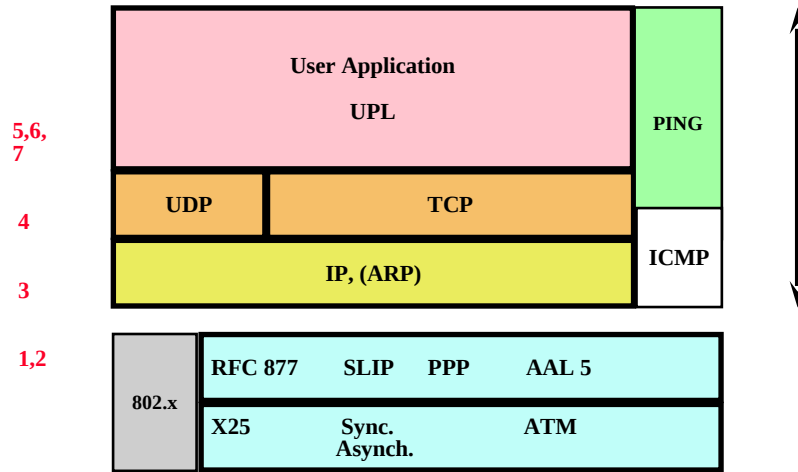 User Application
UPL
PING
5,6,
7
UDP
TCP
4
ICMP
IP, (ARP)
3
1,2
802.x
RFC 877 SLIP PPP AAL 5
X25 Sync. ATM
Asynch.